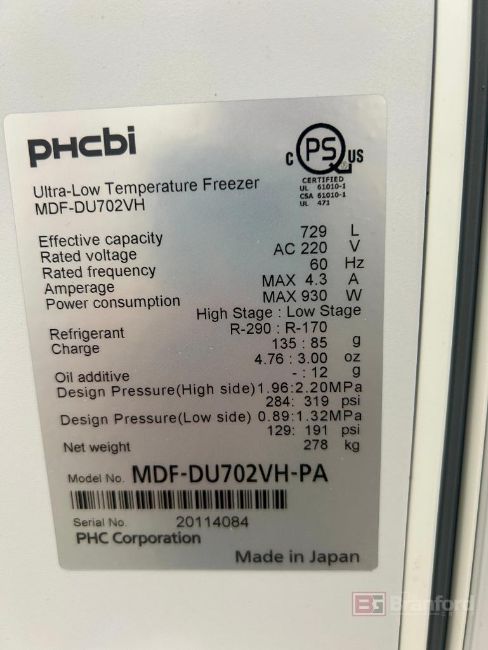 PHCbi
C PS US
CERTIFIED
UL 61010-1
CSA 61010-1
UL 471
Ultra-Low Temperature Freezer
MDF-DU702VH
Effective capacity 729 L
Rated voltage AC 220 V
Rated frequency 60 Hz
Amperage MAX 4.3 A
Power consumption MAX 930 W
High Stage : Low Stage
Refrigerant R-290 : R-170
Charge 135 : 85 g
4.76 : 3.00 oz
Oil additive - : 12 g
Design Pressure(High side) 1.96:2.20MPa
284: 319 psi
Design Pressure(Low side) 0.89:1.32MPa
129: 191 psi
Net weight 278 kg
Model No. MDF-DU702VH-PA
Serial No. 20114084
PHC Corporation
Made in Japan
BG Branford